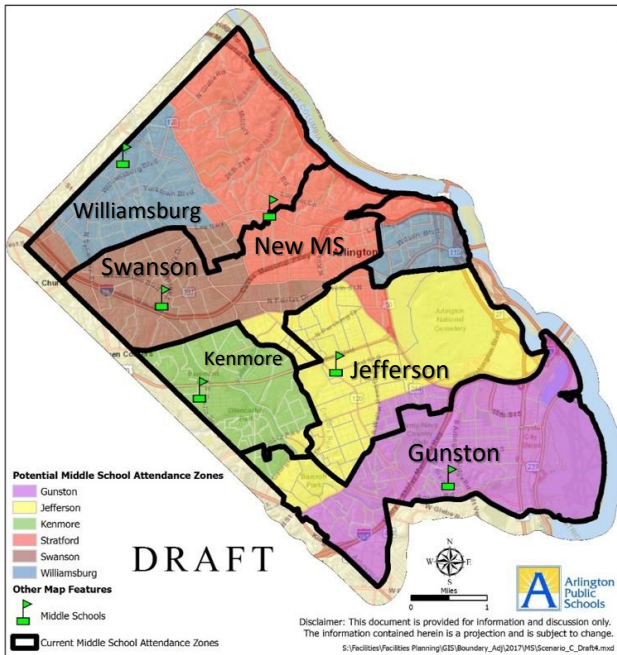 Williamsburg
New MS
Swanson
Kenmore
Jefferson
Gunston
Potential Middle School Attendance Zones
Gunston
Jefferson
Kenmore
Stratford
Swanson
Williamsburg
Other Map Features
Middle Schools
Current Middle School Attendance Zones
DRAFT
N
W E
S
Miles
0 1
Arlington
Public
Schools
Disclaimer: This document is provided for information and discussion only.
The information contained herein is a projection and is subject to change.
S:\Facilities\Facilities Planning\GIS\Boundary_Adj\2017\MS\Scenario_C_Draft4.mxd